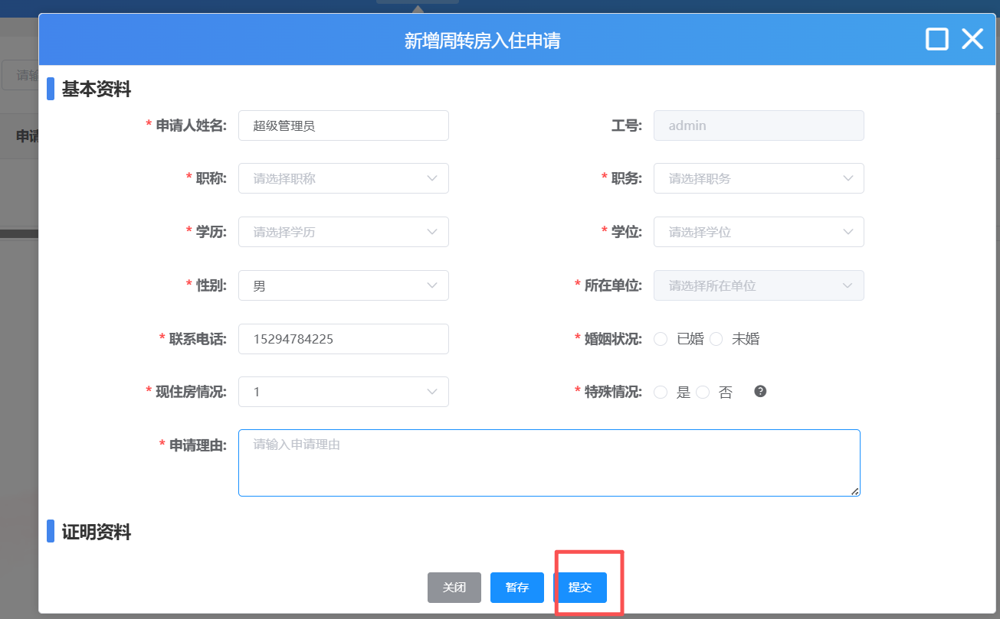 新增周转房入住申请
请输
申请
基本资料
* 申请人姓名: 超级管理员 工号: admin
* 职称: 请选择职称 * 职务: 请选择职务
* 学历: 请选择学历 * 学位: 请选择学位
* 性别: 男 * 所在单位: 请选择所在单位
* 联系电话: 15294784225 * 婚姻状况: 已婚 未婚
* 现住房情况: 1 * 特殊情况: 是 否 ?
* 申请理由: 请输入申请理由
证明资料
关闭 暂存 提交